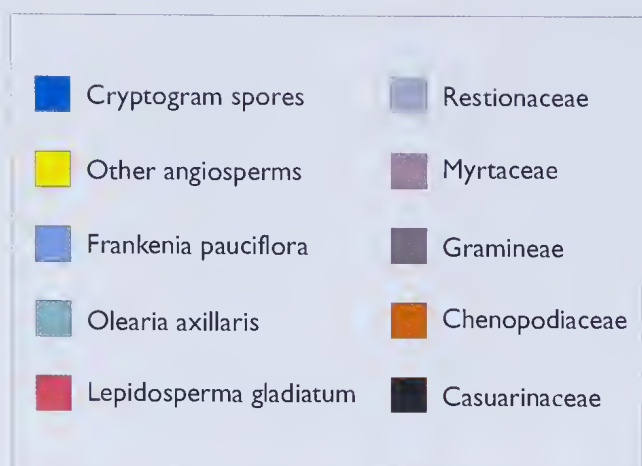 Cryptogram spores
Other angiosperms
Frankenia pauciflora
Olearia axillaris
Lepidosperma gladiatum
Restionaceae
Myrtaceae
Gramineae
Chenopodiaceae
Casuarinaceae